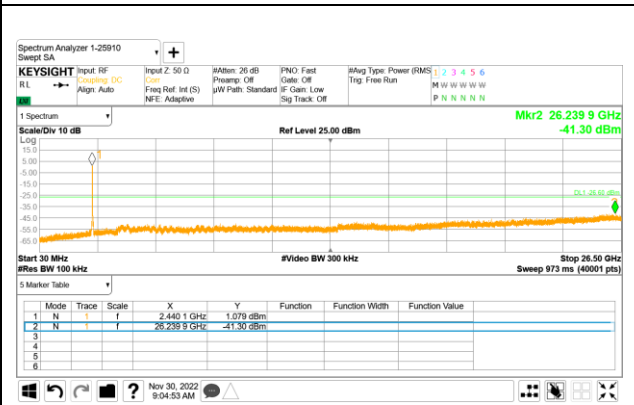 Spectrum Analyzer 1-25910
Swept SA
+
KEYSIGHT Input: RF Input Z: 50 Ω #Atten: 26 dB PNO: Fast #Avg Type: Power (RMS) 1 2 3 4 5 6
RL Coupling: DC Corr Preamp: Off Gate: Off Trig: Free Run M W W W W W
Align: Auto Freq Ref: Int (S) µW Path: Standard IF Gain: Low P N N N N N
NFE: Adaptive Sig Track: Off
1 Spectrum
Mkr2 26.239 9 GHz
Scale/Div 10 dB Ref Level 25.00 dBm -41.30 dBm
Log
15.0
1
5.00
-5.00
-15.0
-25.0 DL1 -26.60 dBm
-35.0
-45.0
-55.0
-65.0
Start 30 MHz #Video BW 300 kHz Stop 26.50 GHz
#Res BW 100 kHz Sweep 973 ms (40001 pts)
5 Marker Table
Mode Trace Scale X Y Function Function Width Function Value
1 N 1 f 2.440 1 GHz 1.079 dBm
2 N 1 f 26.239 9 GHz -41.30 dBm
3
4
5
6
? Nov 30, 2022
9:04:53 AM